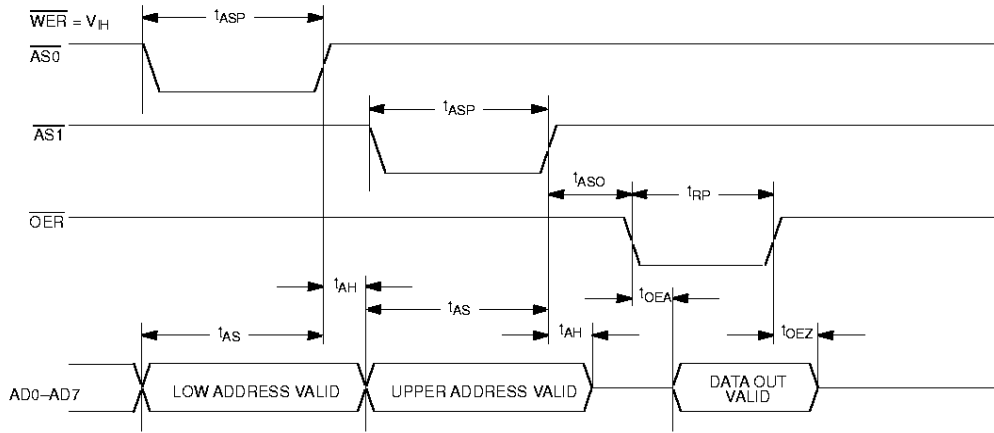 WER = VIH
tASP
AS0
tASP
AS1
tASO
tRP
OER
tAH
tOEA
tAS
tAS
tAH
tOEZ
AD0–AD7
LOW ADDRESS VALID
UPPER ADDRESS VALID
DATA OUT
VALID